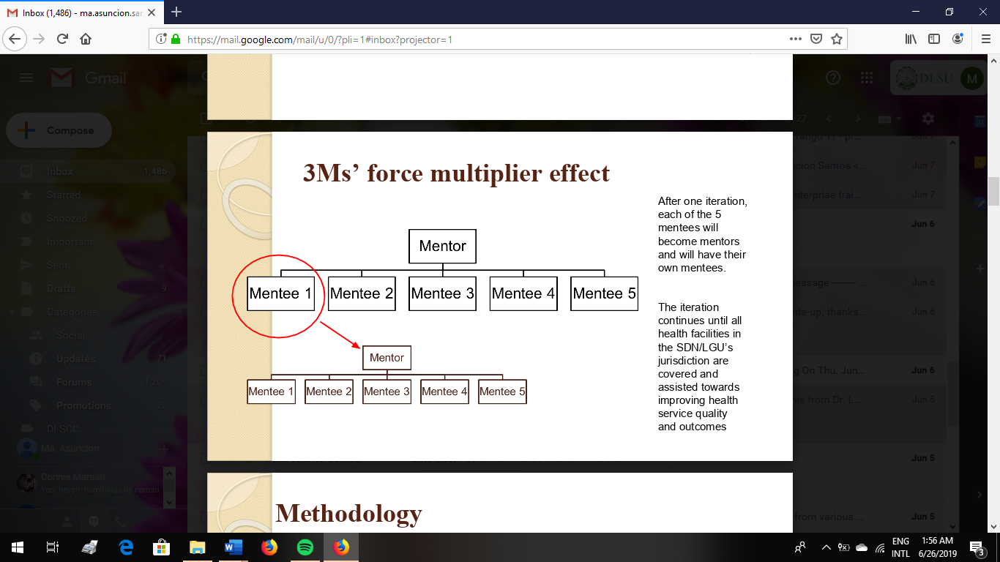 Inbox (1,486) - ma.asuncion.sa
https://mail.google.com/mail/u/0/?pli=1#inbox?projector=1
Gmail
DLSU
M
Compose
27
Inbox 1,486
Starred
Snoozed
Important
Sent
Drafts 9
Categories
Social
Updates 71
Forums 1,209
Promotions 28
DLSCC
Ma. Asuncion
Connie Maraan
You: hayst! humihinga pa naman
Jun 7
cion Santos <... Jun 7
nterprise trai... Jun 7
Jun 6
nessage ——— ... Jun 6
rite-up. thanks... Jun 6
g On Thu, Jun... Jun 6
his from Dr. L... Jun 5
Jun 5
from various ... Jun 5
3Ms’ force multiplier effect
Mentor
Mentee 1 Mentee 2 Mentee 3 Mentee 4 Mentee 5
Mentor
Mentee 1 Mentee 2 Mentee 3 Mentee 4 Mentee 5
After one iteration,
each of the 5
mentees will
become mentors
and will have their
own mentees.
The iteration
continues until all
health facilities in
the SDN/LGU’s
jurisdiction are
covered and
assisted towards
improving health
service quality
and outcomes
Methodology
ENG
INTL
1:56 AM
6/26/2019
3